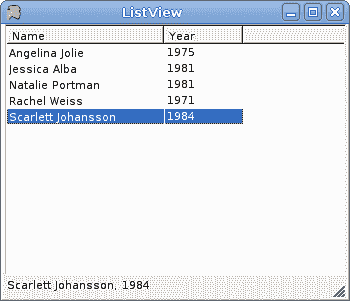 ListView
Name Year
Angelina Jolie 1975
Jessica Alba 1981
Natalie Portman 1981
Rachel Weiss 1971
Scarlett Johansson 1984
Scarlett Johansson, 1984